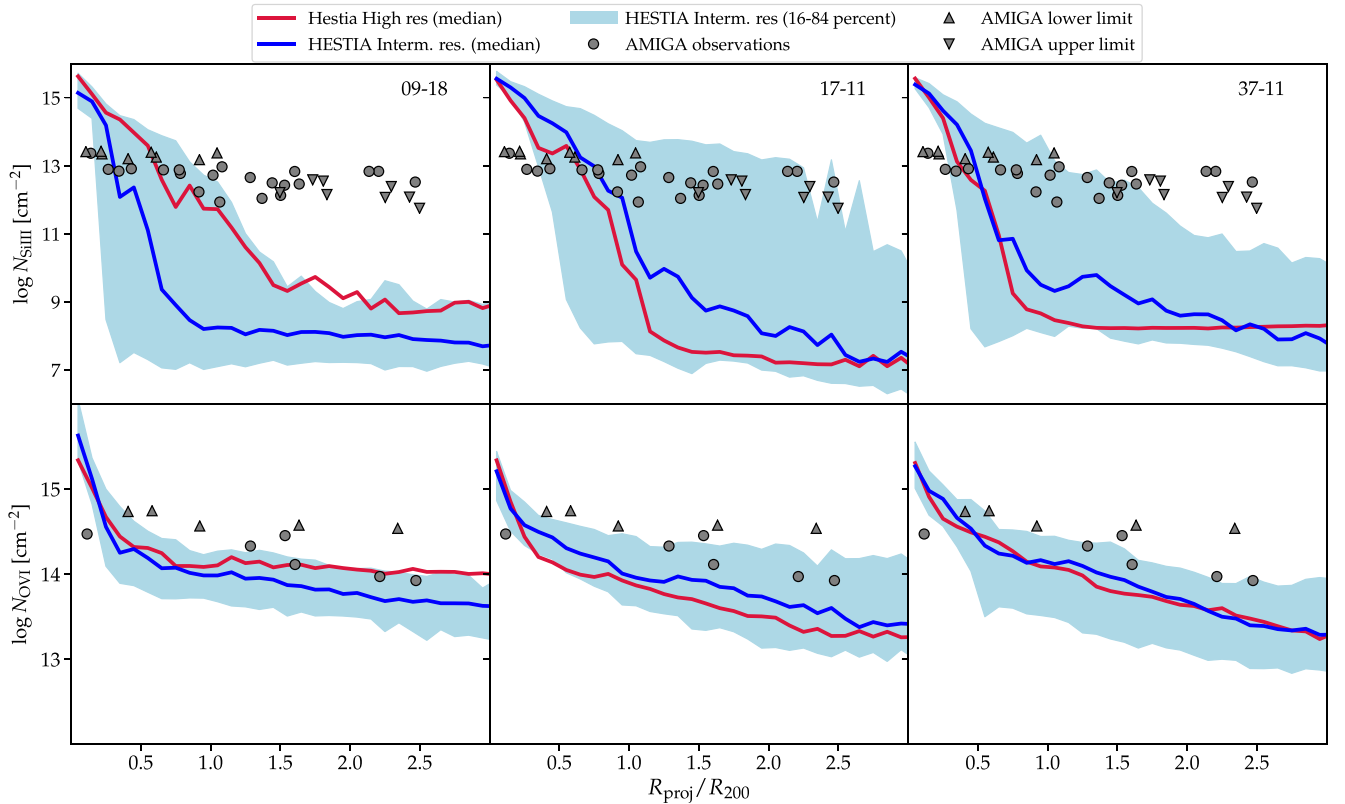 Hestia High res (median)
HESTIA Interm. res. (median)
HESTIA Interm. res (16-84 percent)
AMIGA observations
AMIGA lower limit
AMIGA upper limit
09-18
17-11
37-11
log N_SiIII [cm⁻²]
15
13
11
9
7
log N_OVI [cm⁻²]
15
14
13
0.5 1.0 1.5 2.0 2.5
0.5 1.0 1.5 2.0 2.5
0.5 1.0 1.5 2.0 2.5
R_proj/R_200